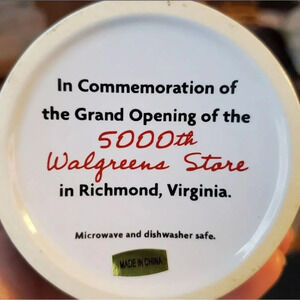 In Commemoration of
the Grand Opening of the
5000th
Walgreens Store
in Richmond, Virginia.
Microwave and dishwasher safe.
MADE IN CHINA